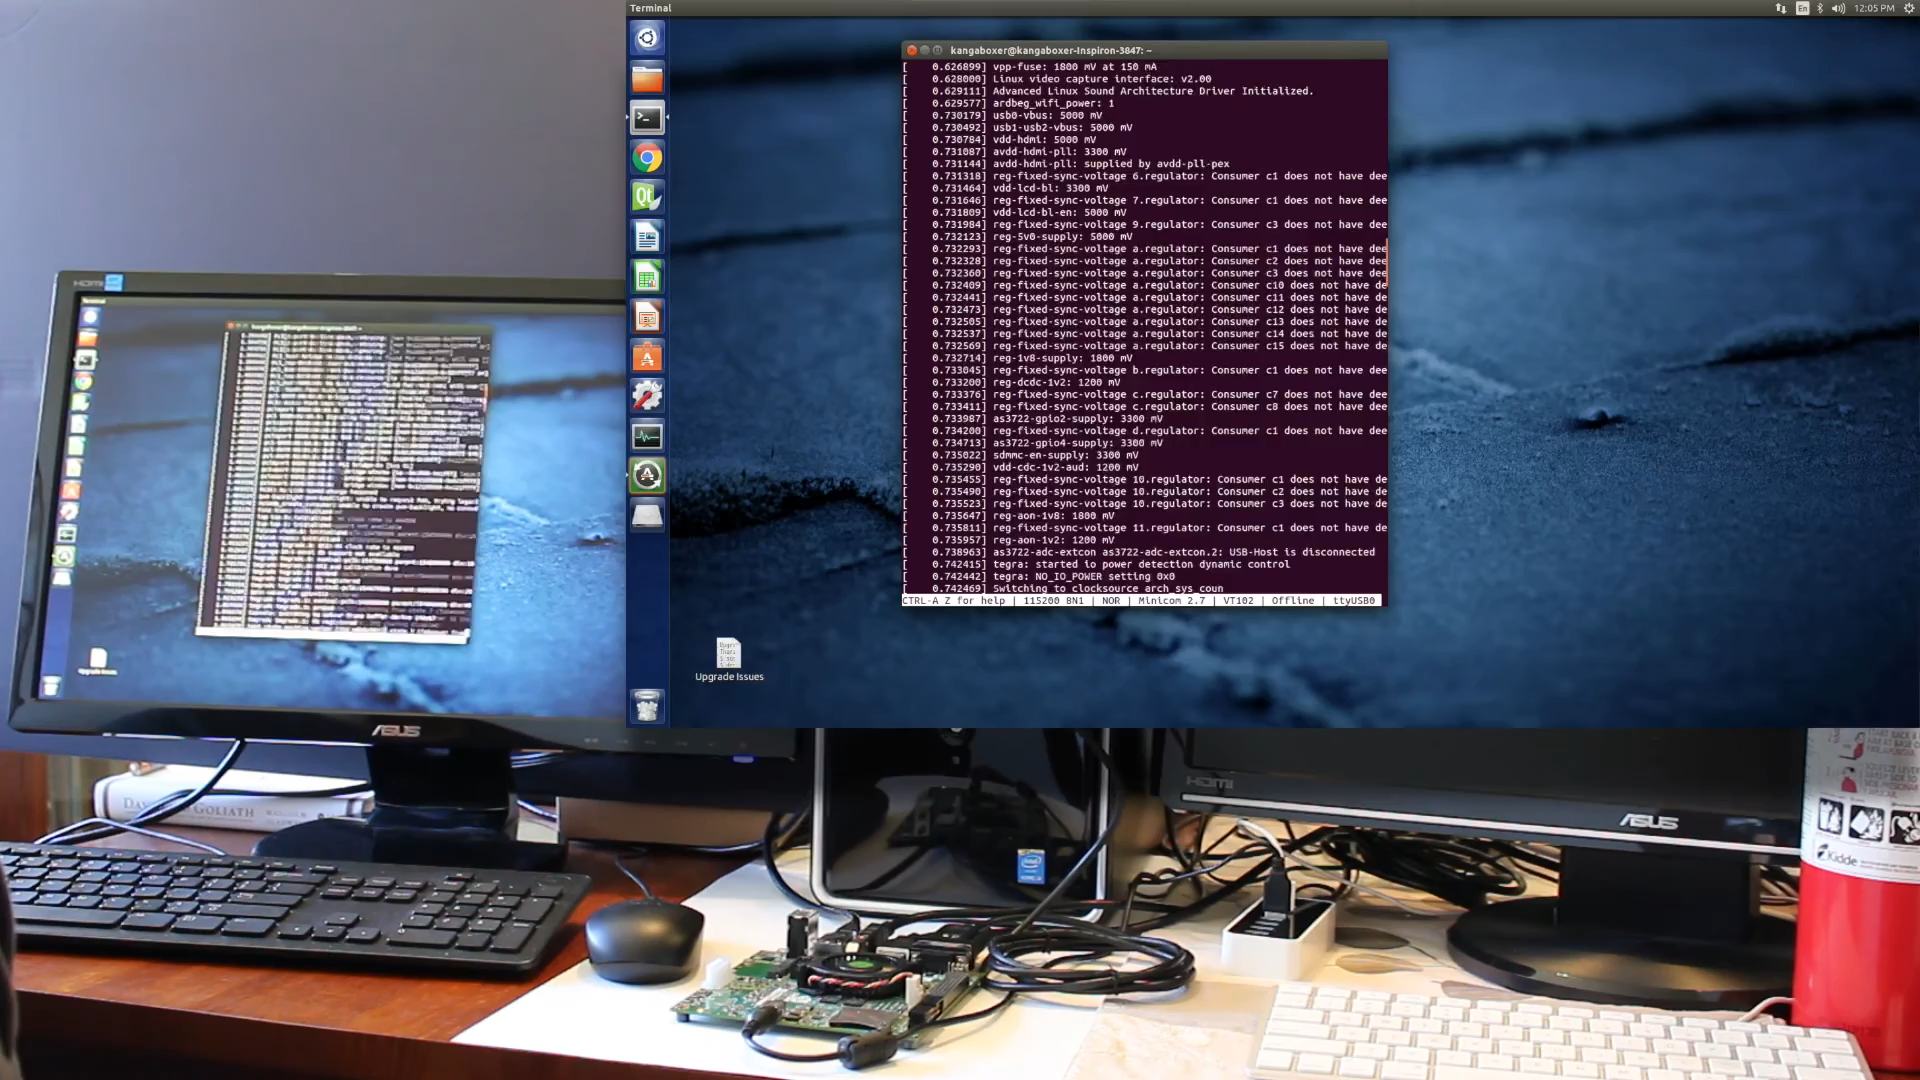 Terminal
En
12:05 PM
kangaboxer@kangaboxer-Inspiron-3847: ~
[    0.626899] vpp-fuse: 1800 mV at 150 mA
[    0.628000] Linux video capture interface: v2.00
[    0.629111] Advanced Linux Sound Architecture Driver Initialized.
[    0.629577] ardbeg_wifi_power: 1
[    0.730179] usb0-vbus: 5000 mV
[    0.730492] usb1-usb2-vbus: 5000 mV
[    0.730784] vdd-hdmi: 5000 mV
[    0.731087] avdd-hdmi-pll: 3300 mV
[    0.731144] avdd-hdmi-pll: supplied by avdd-pll-pex
[    0.731318] reg-fixed-sync-voltage 6.regulator: Consumer c1 does not have dee
[    0.731464] vdd-lcd-bl: 3300 mV
[    0.731646] reg-fixed-sync-voltage 7.regulator: Consumer c1 does not have dee
[    0.731809] vdd-lcd-bl-en: 5000 mV
[    0.731984] reg-fixed-sync-voltage 9.regulator: Consumer c3 does not have dee
[    0.732123] reg-5v0-supply: 5000 mV
[    0.732293] reg-fixed-sync-voltage a.regulator: Consumer c1 does not have dee
[    0.732328] reg-fixed-sync-voltage a.regulator: Consumer c2 does not have dee
[    0.732360] reg-fixed-sync-voltage a.regulator: Consumer c3 does not have dee
[    0.732409] reg-fixed-sync-voltage a.regulator: Consumer c10 does not have de
[    0.732441] reg-fixed-sync-voltage a.regulator: Consumer c11 does not have de
[    0.732473] reg-fixed-sync-voltage a.regulator: Consumer c12 does not have de
[    0.732505] reg-fixed-sync-voltage a.regulator: Consumer c13 does not have de
[    0.732537] reg-fixed-sync-voltage a.regulator: Consumer c14 does not have de
[    0.732569] reg-fixed-sync-voltage a.regulator: Consumer c15 does not have de
[    0.732714] reg-1v8-supply: 1800 mV
[    0.733045] reg-fixed-sync-voltage b.regulator: Consumer c1 does not have dee
[    0.733200] reg-dcdc-1v2: 1200 mV
[    0.733376] reg-fixed-sync-voltage c.regulator: Consumer c7 does not have dee
[    0.733411] reg-fixed-sync-voltage c.regulator: Consumer c8 does not have dee
[    0.733987] as3722-gpio2-supply: 3300 mV
[    0.734200] reg-fixed-sync-voltage d.regulator: Consumer c1 does not have dee
[    0.734713] as3722-gpio4-supply: 3300 mV
[    0.735022] sdmmc-en-supply: 3300 mV
[    0.735290] vdd-cdc-1v2-aud: 1200 mV
[    0.735455] reg-fixed-sync-voltage 10.regulator: Consumer c1 does not have de
[    0.735490] reg-fixed-sync-voltage 10.regulator: Consumer c2 does not have de
[    0.735523] reg-fixed-sync-voltage 10.regulator: Consumer c3 does not have de
[    0.735647] reg-aon-1v8: 1800 mV
[    0.735811] reg-fixed-sync-voltage 11.regulator: Consumer c1 does not have de
[    0.735957] reg-aon-1v2: 1200 mV
[    0.738963] as3722-adc-extcon as3722-adc-extcon.2: USB-Host is disconnected
[    0.742415] tegra: started io power detection dynamic control
[    0.742442] tegra: NO_IO_POWER setting 0x0
[    0.742469] Switching to clocksource arch_sys_coun
CTRL-A Z for help | 115200 8N1 | NOR | Minicom 2.7 | VT102 | Offline | ttyUSB0
Upgrade Issues
HDMI
Terminal
ASUS
GOLIATH
intel
HDMI
ASUS
Kidde